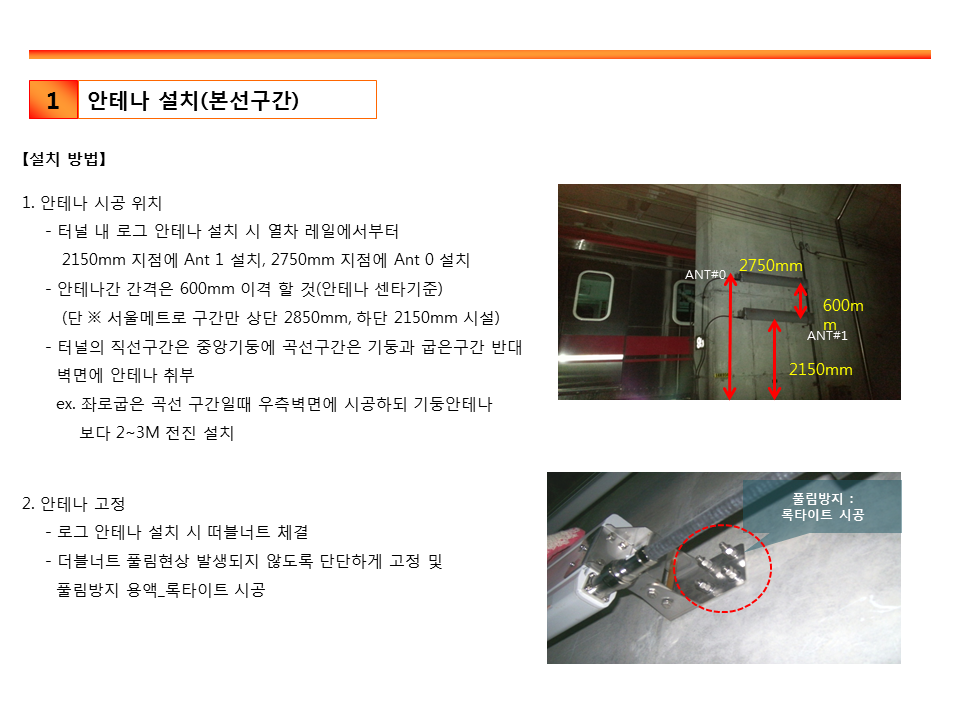 1
안테나 설치(본선구간)
【설치 방법】
1. 안테나 시공 위치
- 터널 내 로그 안테나 설치 시 열차 레일에서부터
2150mm 지점에 Ant 1 설치, 2750mm 지점에 Ant 0 설치
- 안테나간 간격은 600mm 이격 할 것(안테나 센타기준)
(단 ※ 서울메트로 구간만 상단 2850mm, 하단 2150mm 시설)
- 터널의 직선구간은 중앙기둥에 곡선구간은 기둥과 굽은구간 반대
벽면에 안테나 취부
ex. 좌로굽은 곡선 구간일때 우측벽면에 시공하되 기둥안테나
보다 2~3M 전진 설치
2. 안테나 고정
- 로그 안테나 설치 시 떠블너트 체결
- 더블너트 풀림현상 발생되지 않도록 단단하게 고정 및
풀림방지 용액_록타이트 시공
ANT#0
2750mm
600m
m
ANT#1
2150mm
풀림방지 :
록타이트 시공